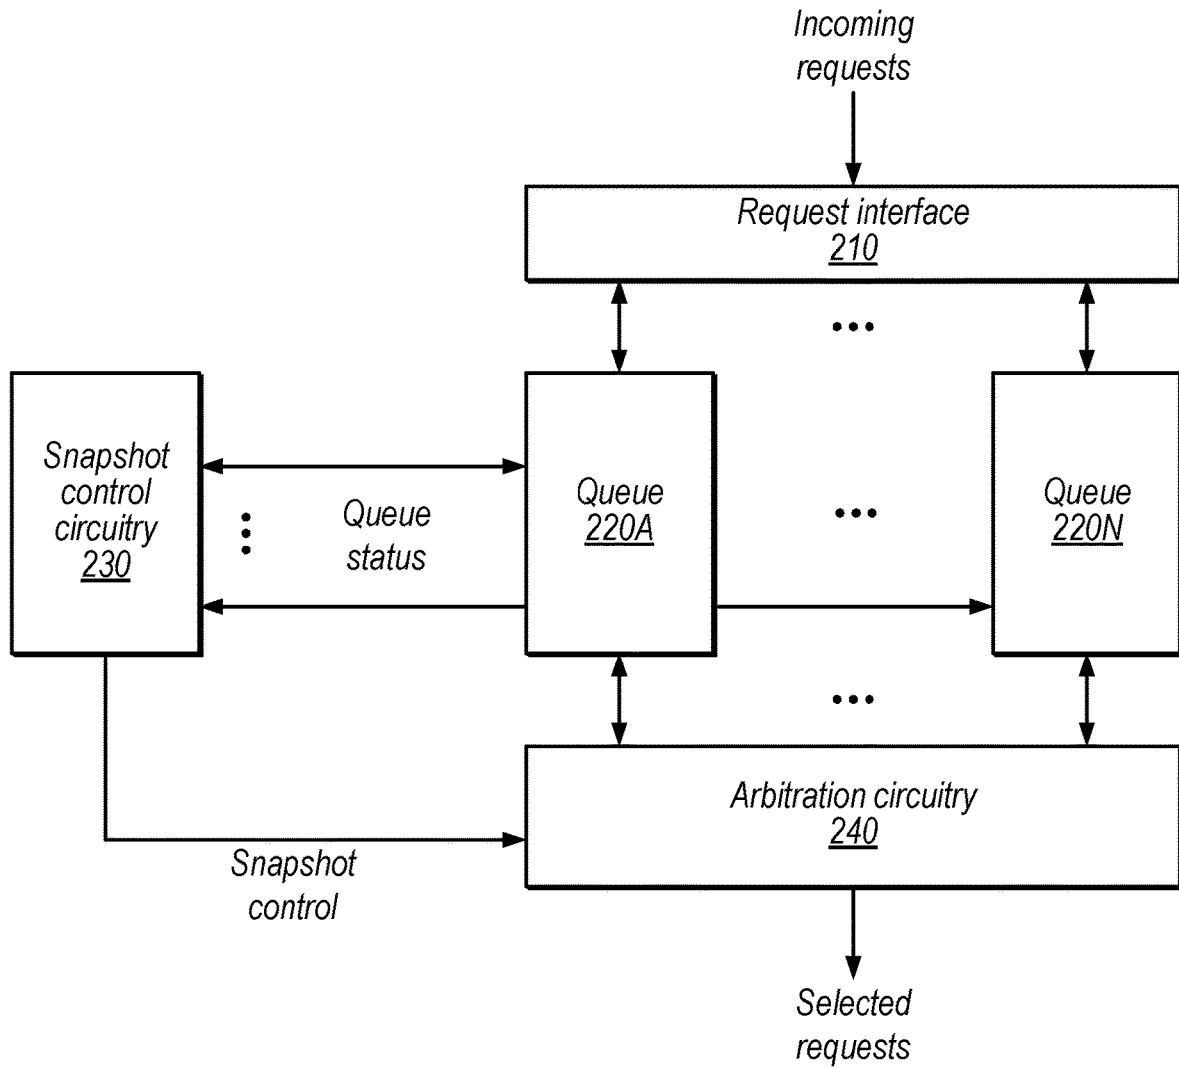 Incoming
requests
Request interface
210
Snapshot
control
circuitry
230
Queue
status
Queue
220A
Queue
220N
Arbitration circuitry
240
Snapshot
control
Selected
requests